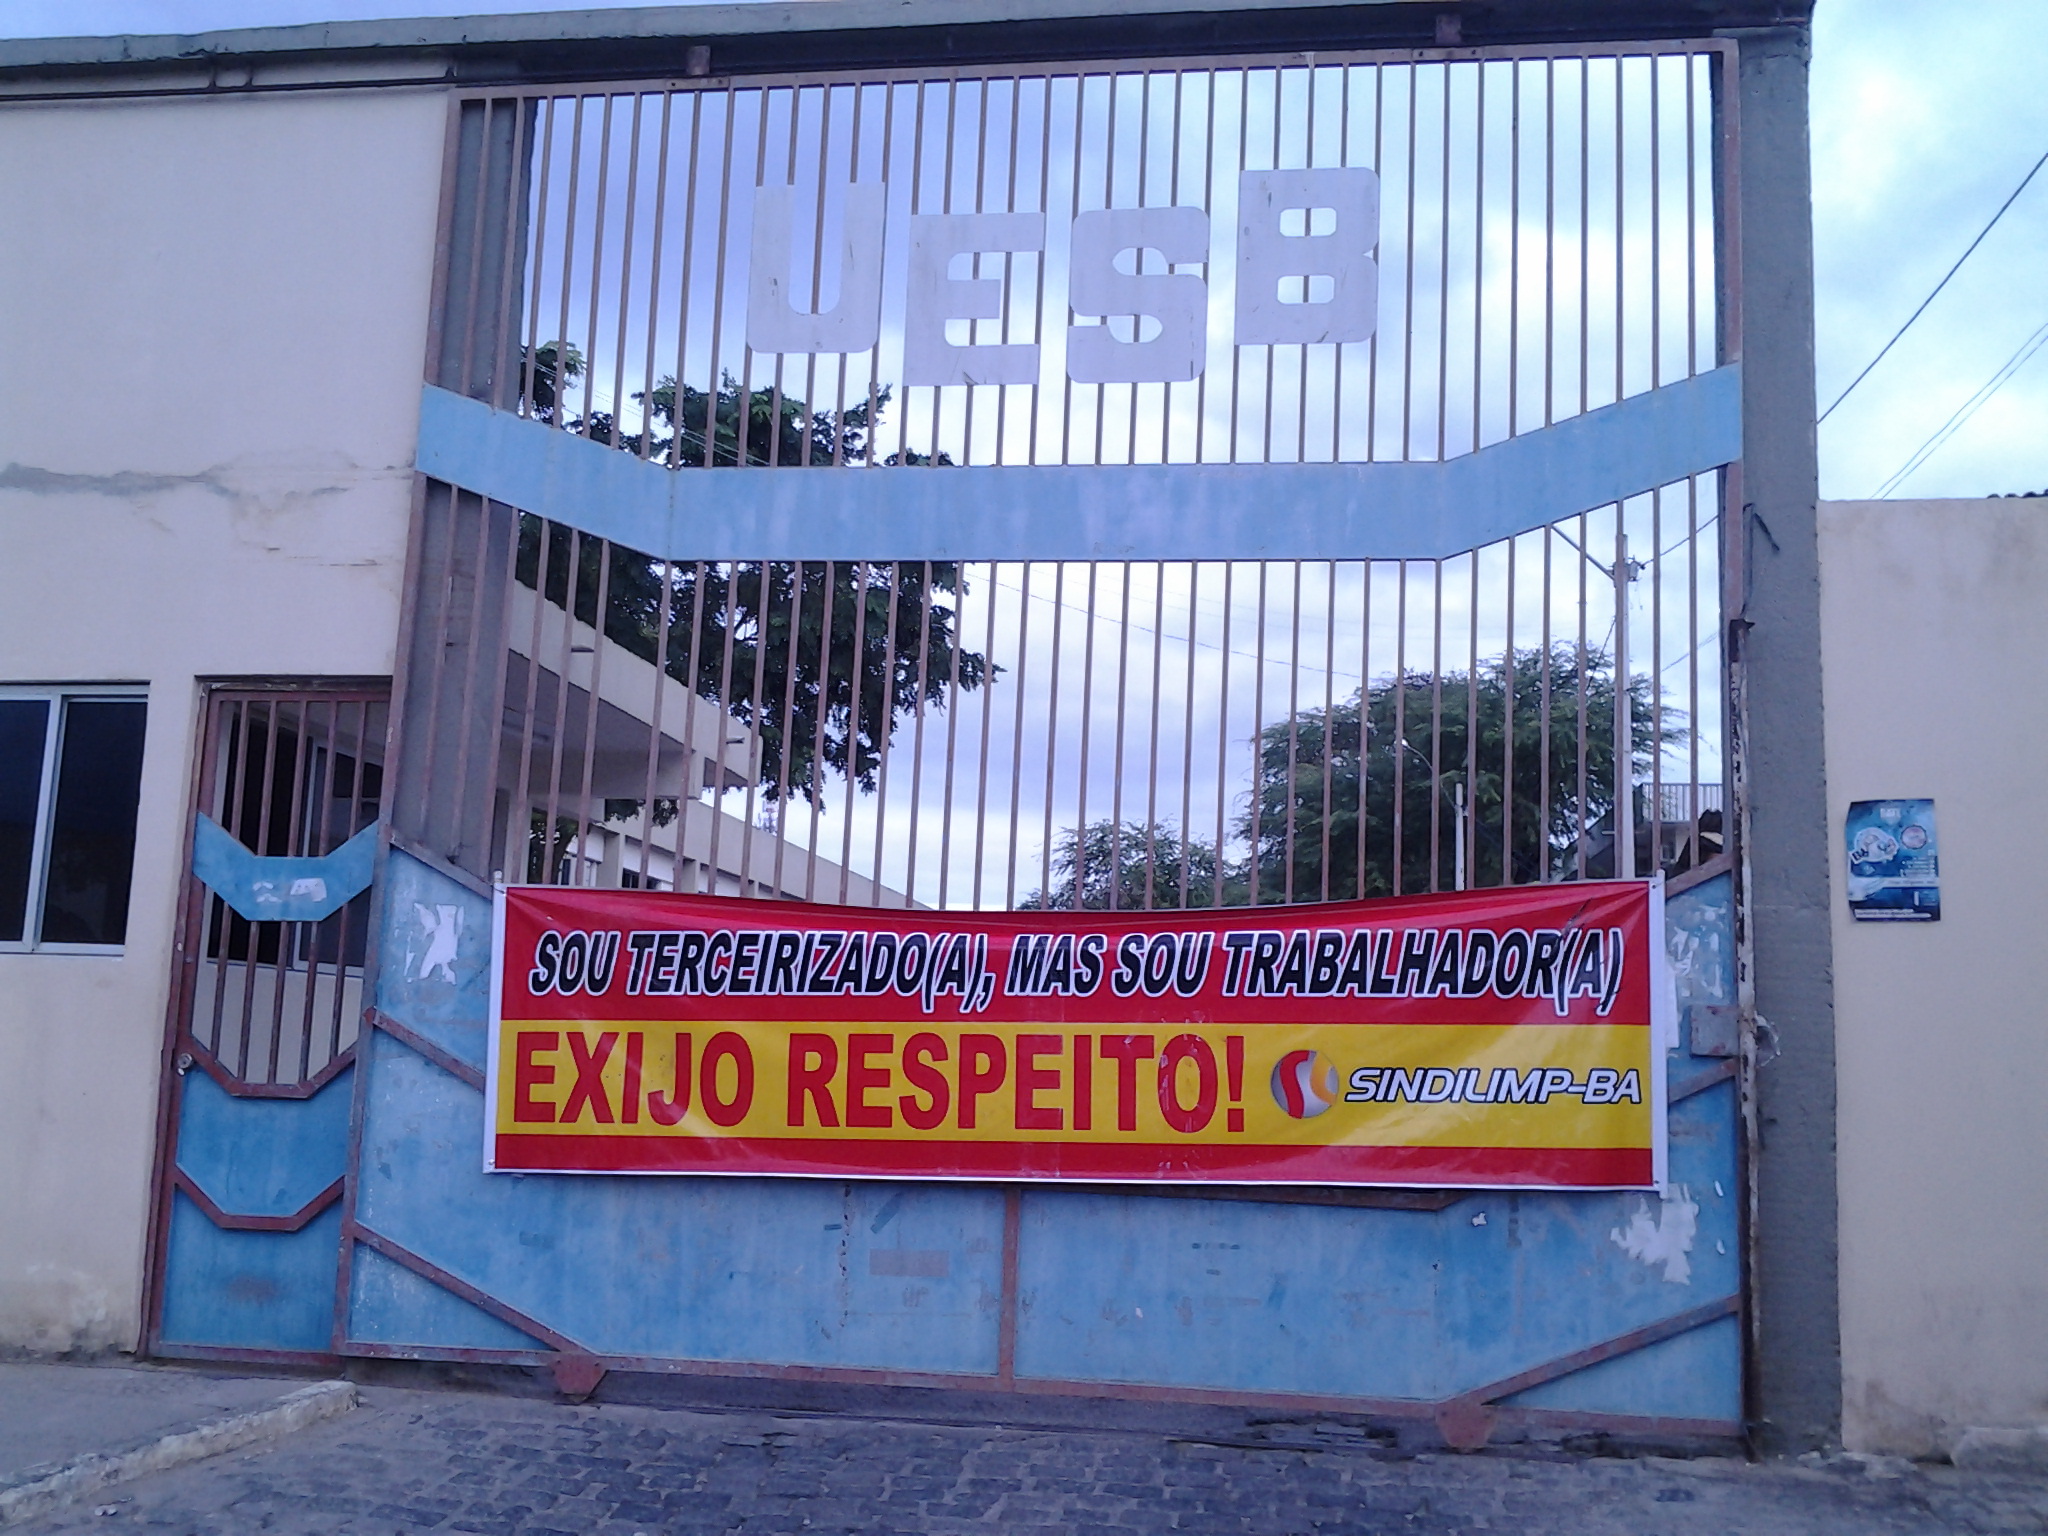 UESB
SOU TERCEIRIZADO(A), MAS SOU TRABALHADOR(A)
EXIJO RESPEITO!
SINDILIMP-BA